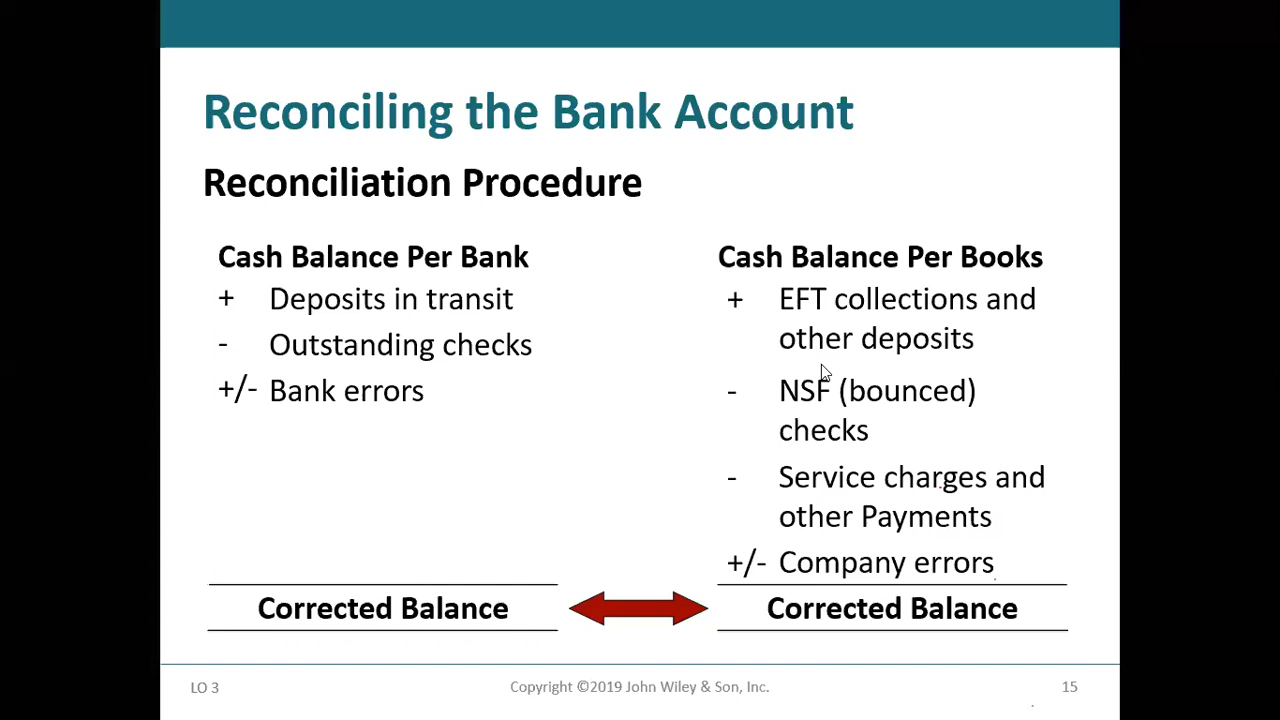 Reconciling the Bank Account
Reconciliation Procedure
Cash Balance Per Bank
+ Deposits in transit
- Outstanding checks
+/- Bank errors
Corrected Balance
Cash Balance Per Books
+ EFT collections and
other deposits
- NSF (bounced)
checks
- Service charges and
other Payments
+/- Company errors
Corrected Balance
LO 3
Copyright ©2019 John Wiley & Son, Inc.
15